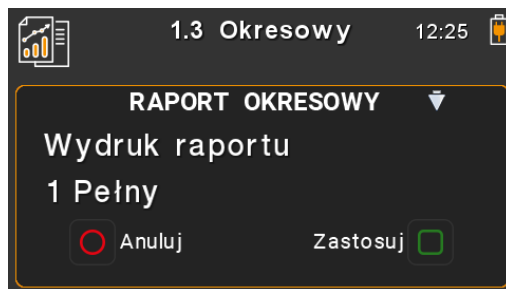 1.3 Okresowy 12:25
RAPORT OKRESOWY
Wydruk raportu
1 Pełny
Anuluj Zastosuj